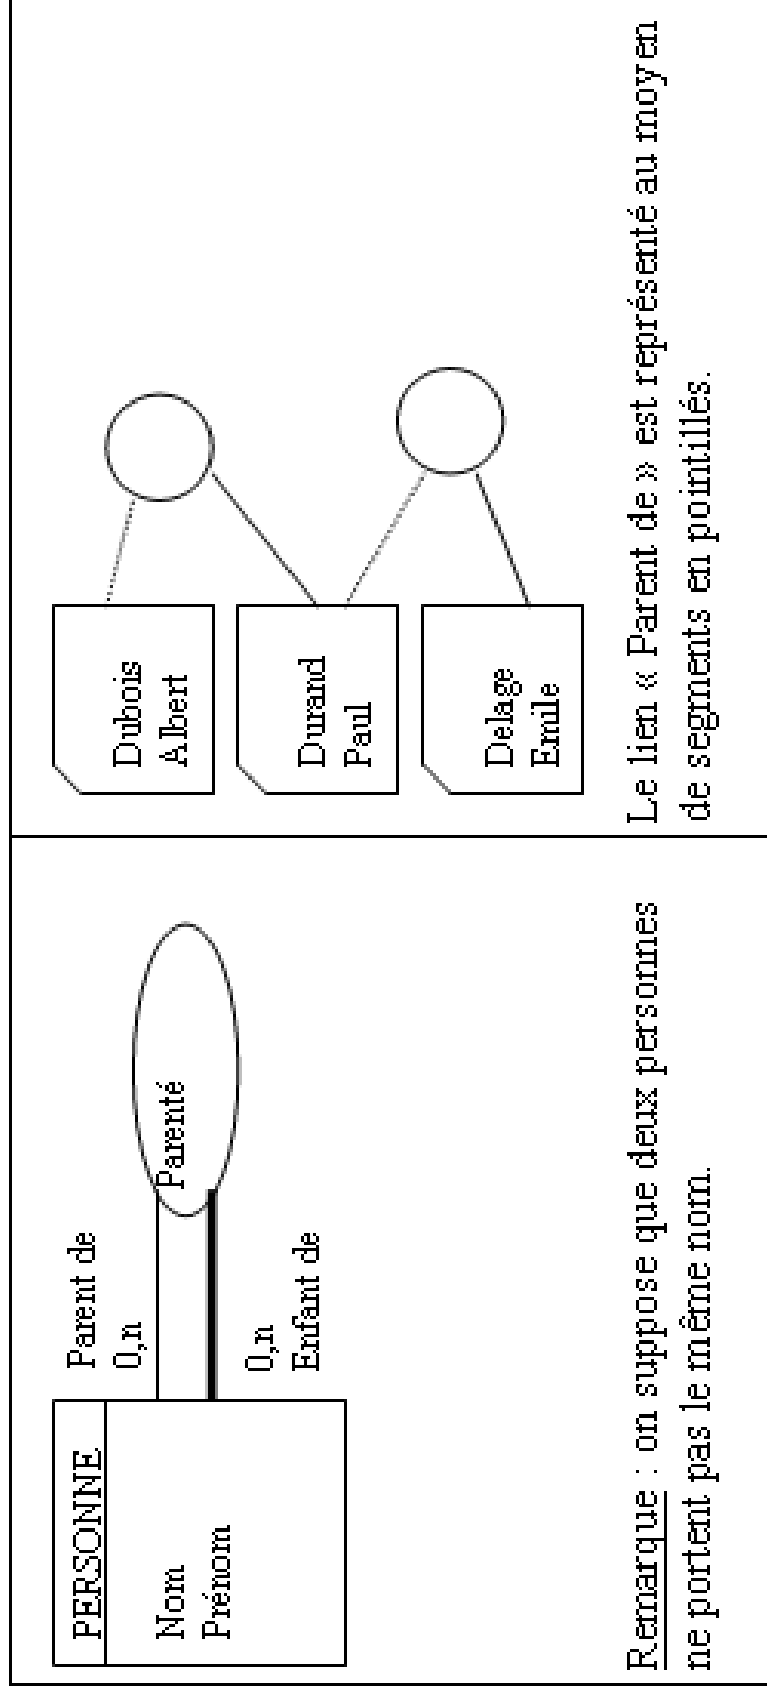 PERSONNE
Nom
Prénom
Parent de
0,n
Parenté
0,n
Enfant de
Remarque : on suppose que deux personnes
ne portent pas le même nom.
Dubois
Albert
Durand
Paul
Delage
Emile
Le lien « Parent de » est représenté au moyen
de segments en pointillés.